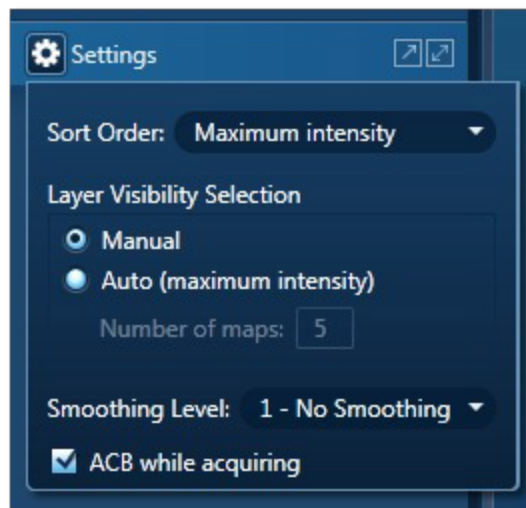 Settings
Sort Order: Maximum intensity
Layer Visibility Selection
Manual
Auto (maximum intensity)
Number of maps: 5
Smoothing Level: 1 - No Smoothing
ACB while acquiring